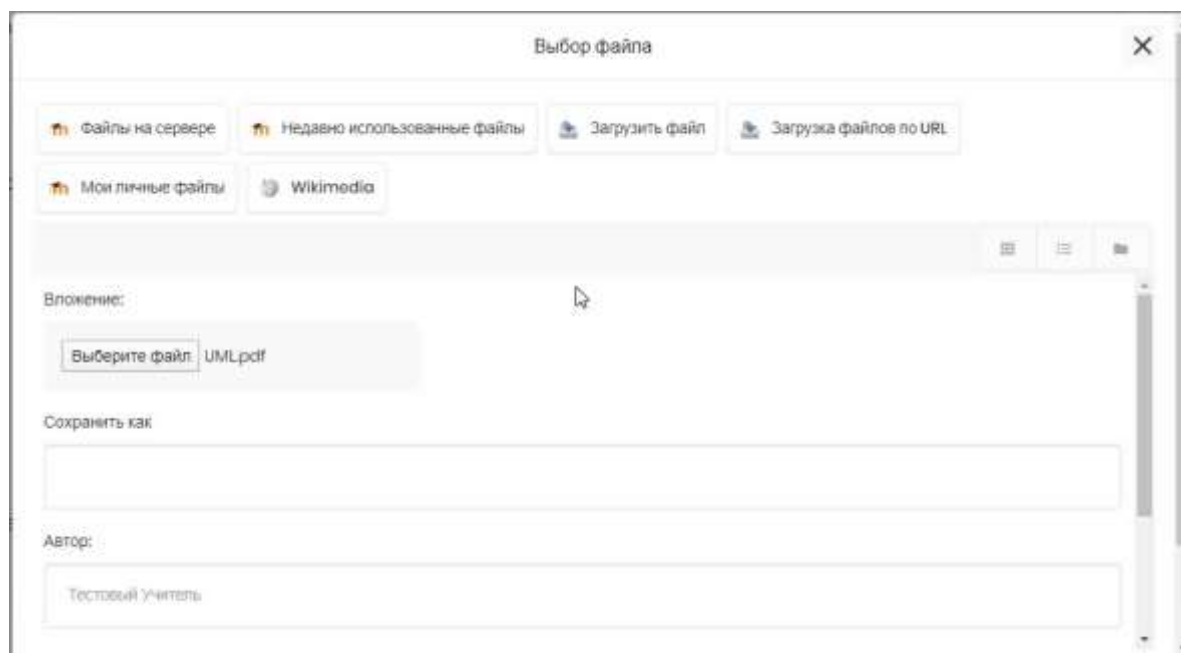 Выбор файла
Файлы на сервере Недавно использованные файлы Загрузить файл Загрузка файлов по URL
Мои личные файлы Wikimedia
Вложение:
Выберите файл UML.pdf
Сохранить как
Автор:
Тестовый Учитель